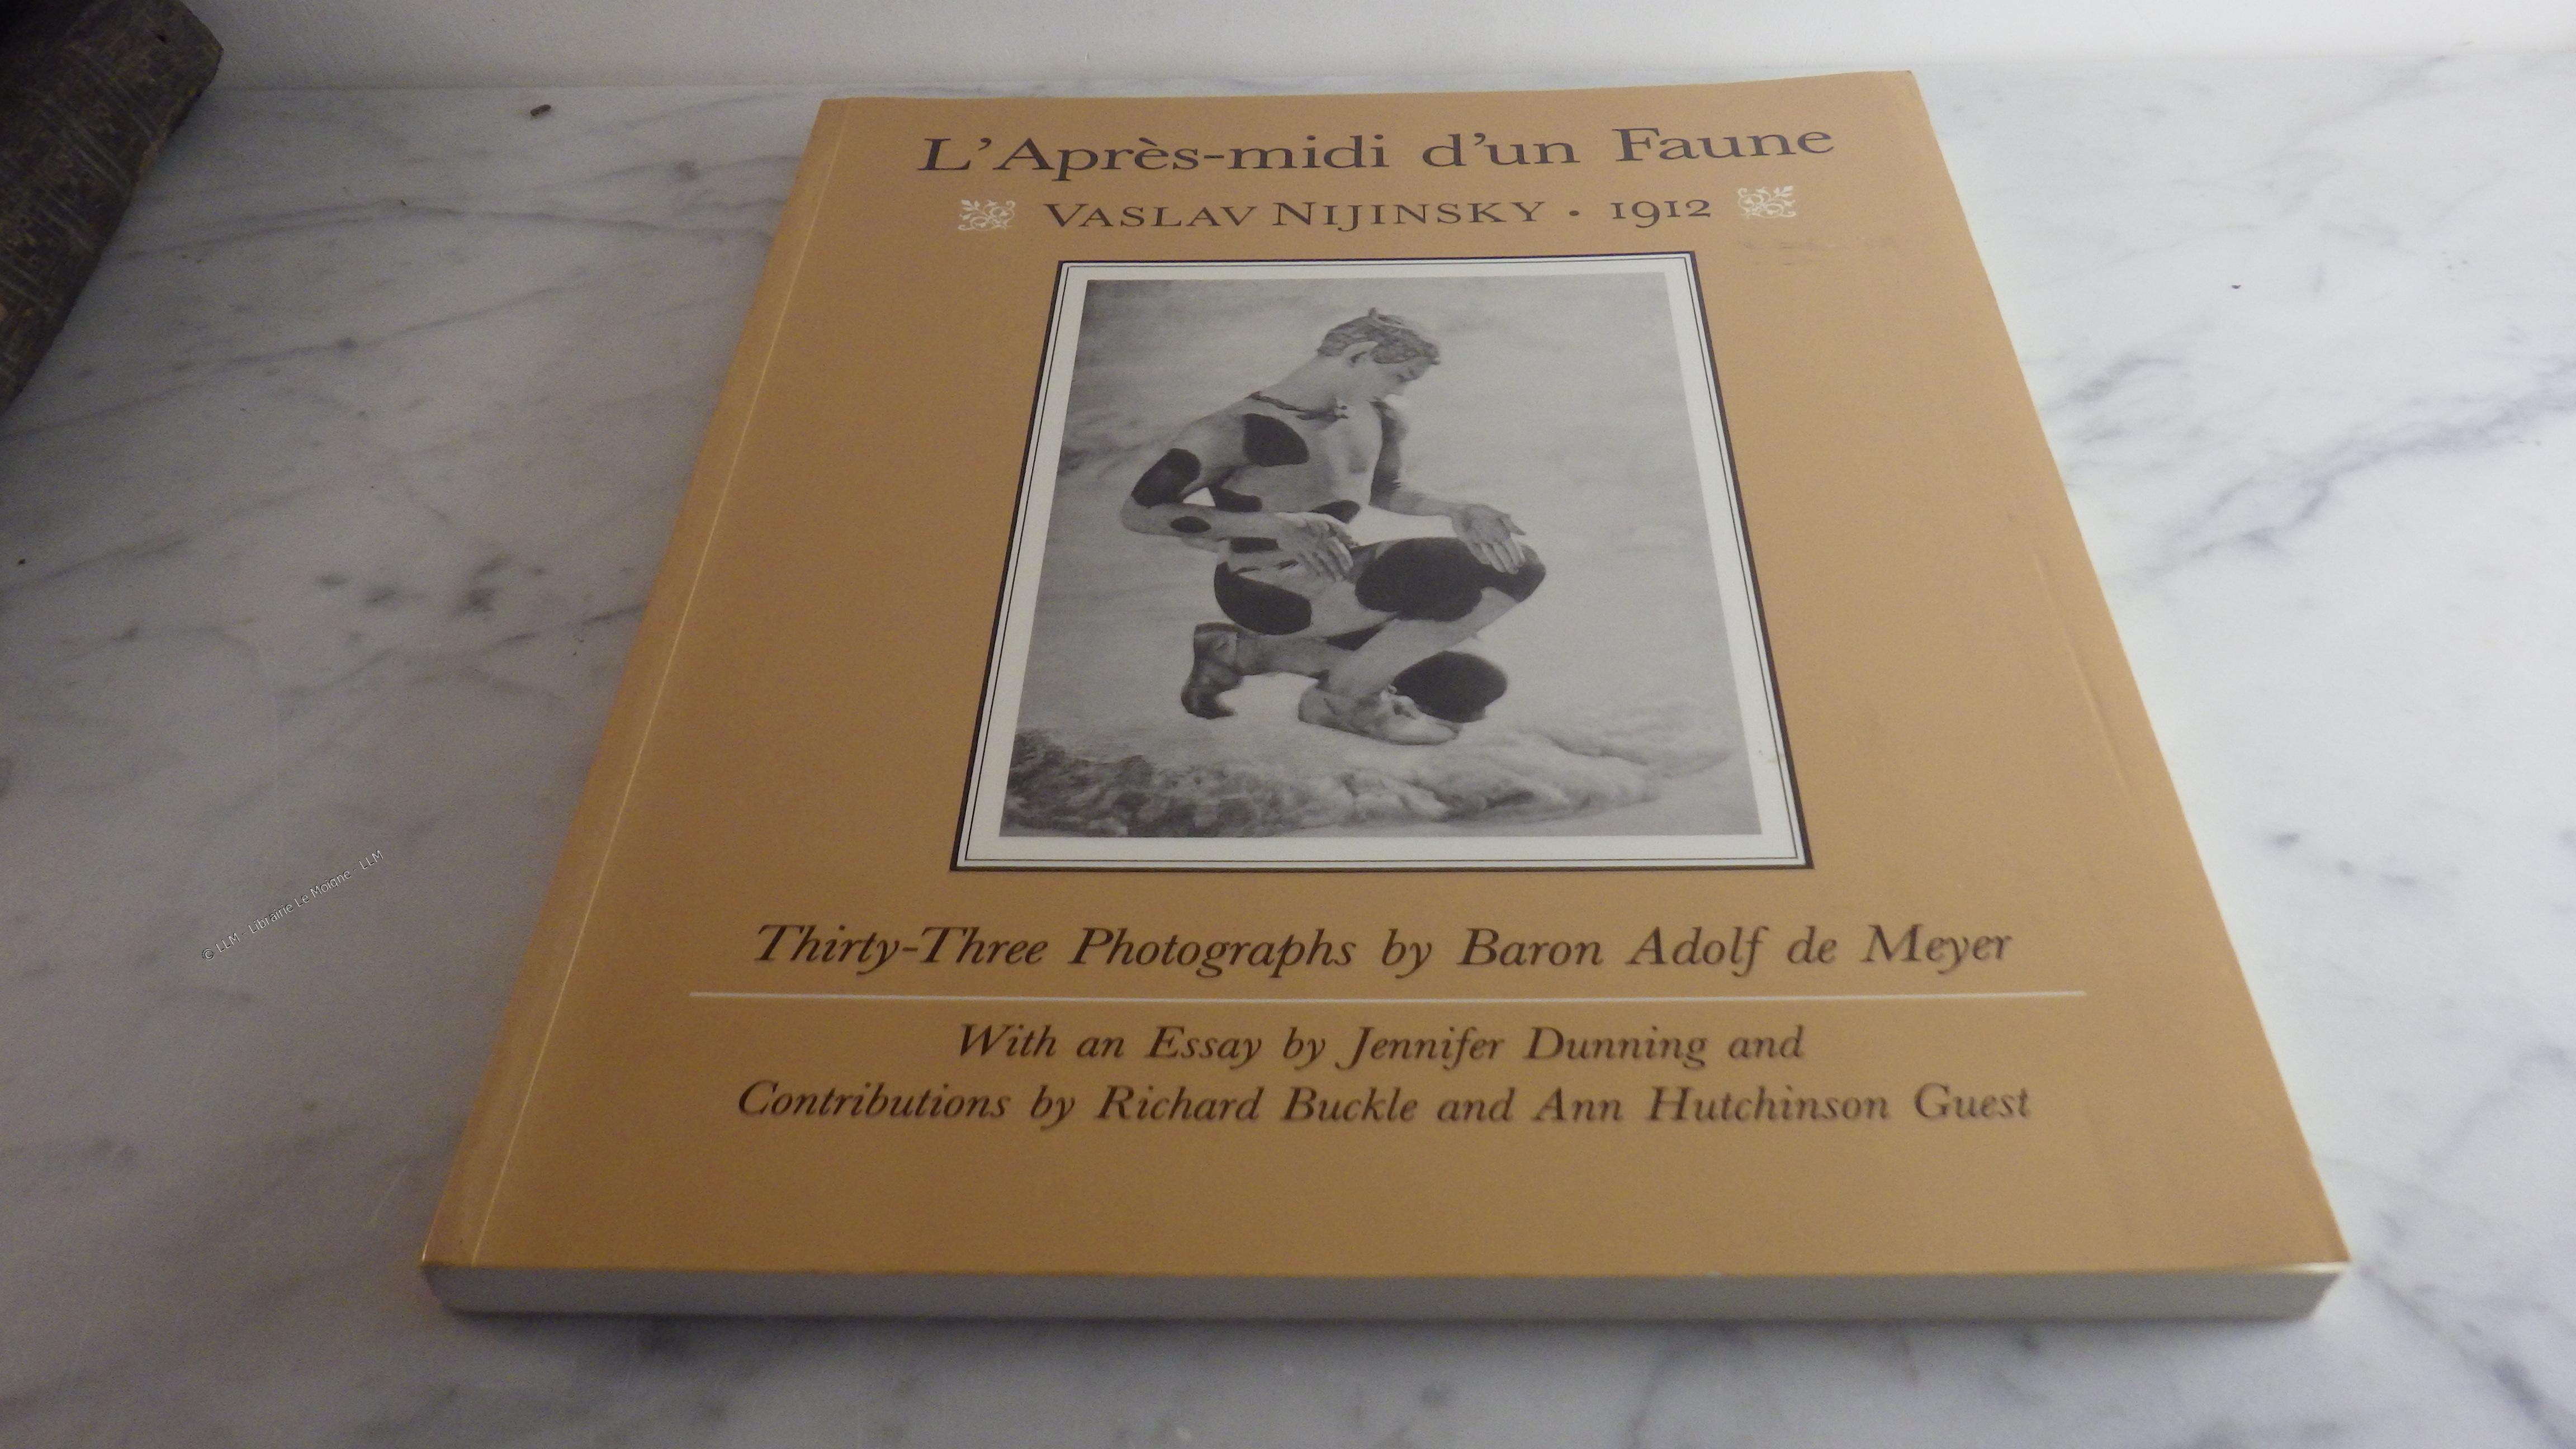 L'Après-midi d'un Faune
VASLAV NIJINSKY • 1912
Thirty-Three Photographs by Baron Adolf de Meyer
With an Essay by Jennifer Dunning and
Contributions by Richard Buckle and Ann Hutchinson Guest
© LLM - Librairie Le Moigne - LLM